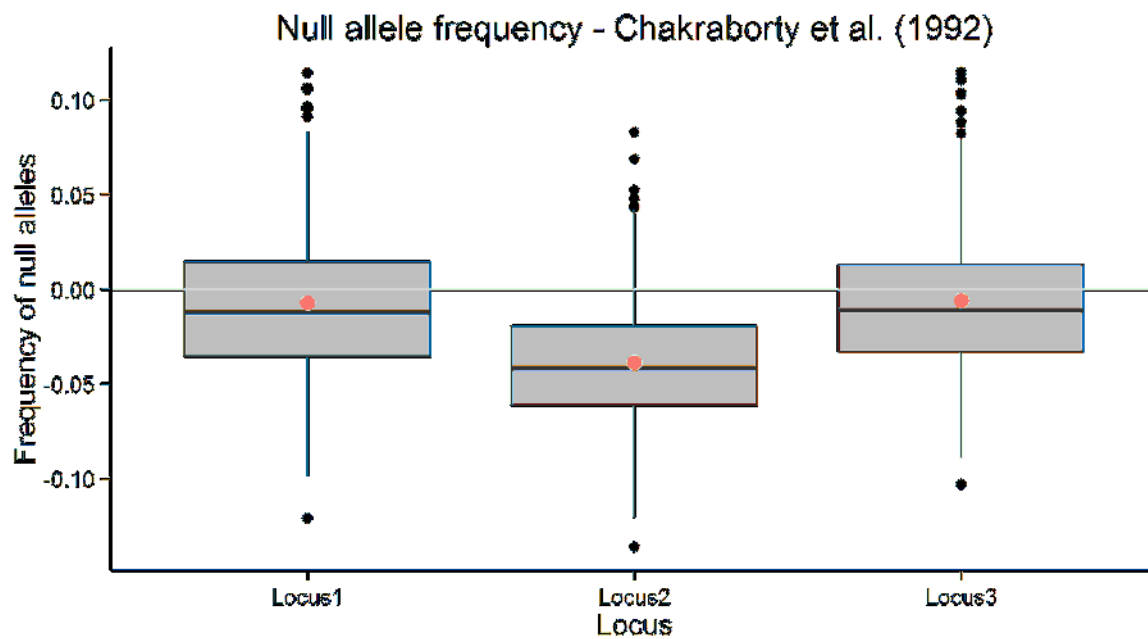 Null allele frequency - Chakraborty et al. (1992)
Frequency of null alleles
0.10
0.05
0.00
-0.05
-0.10
Locus1
Locus2
Locus3
Locus